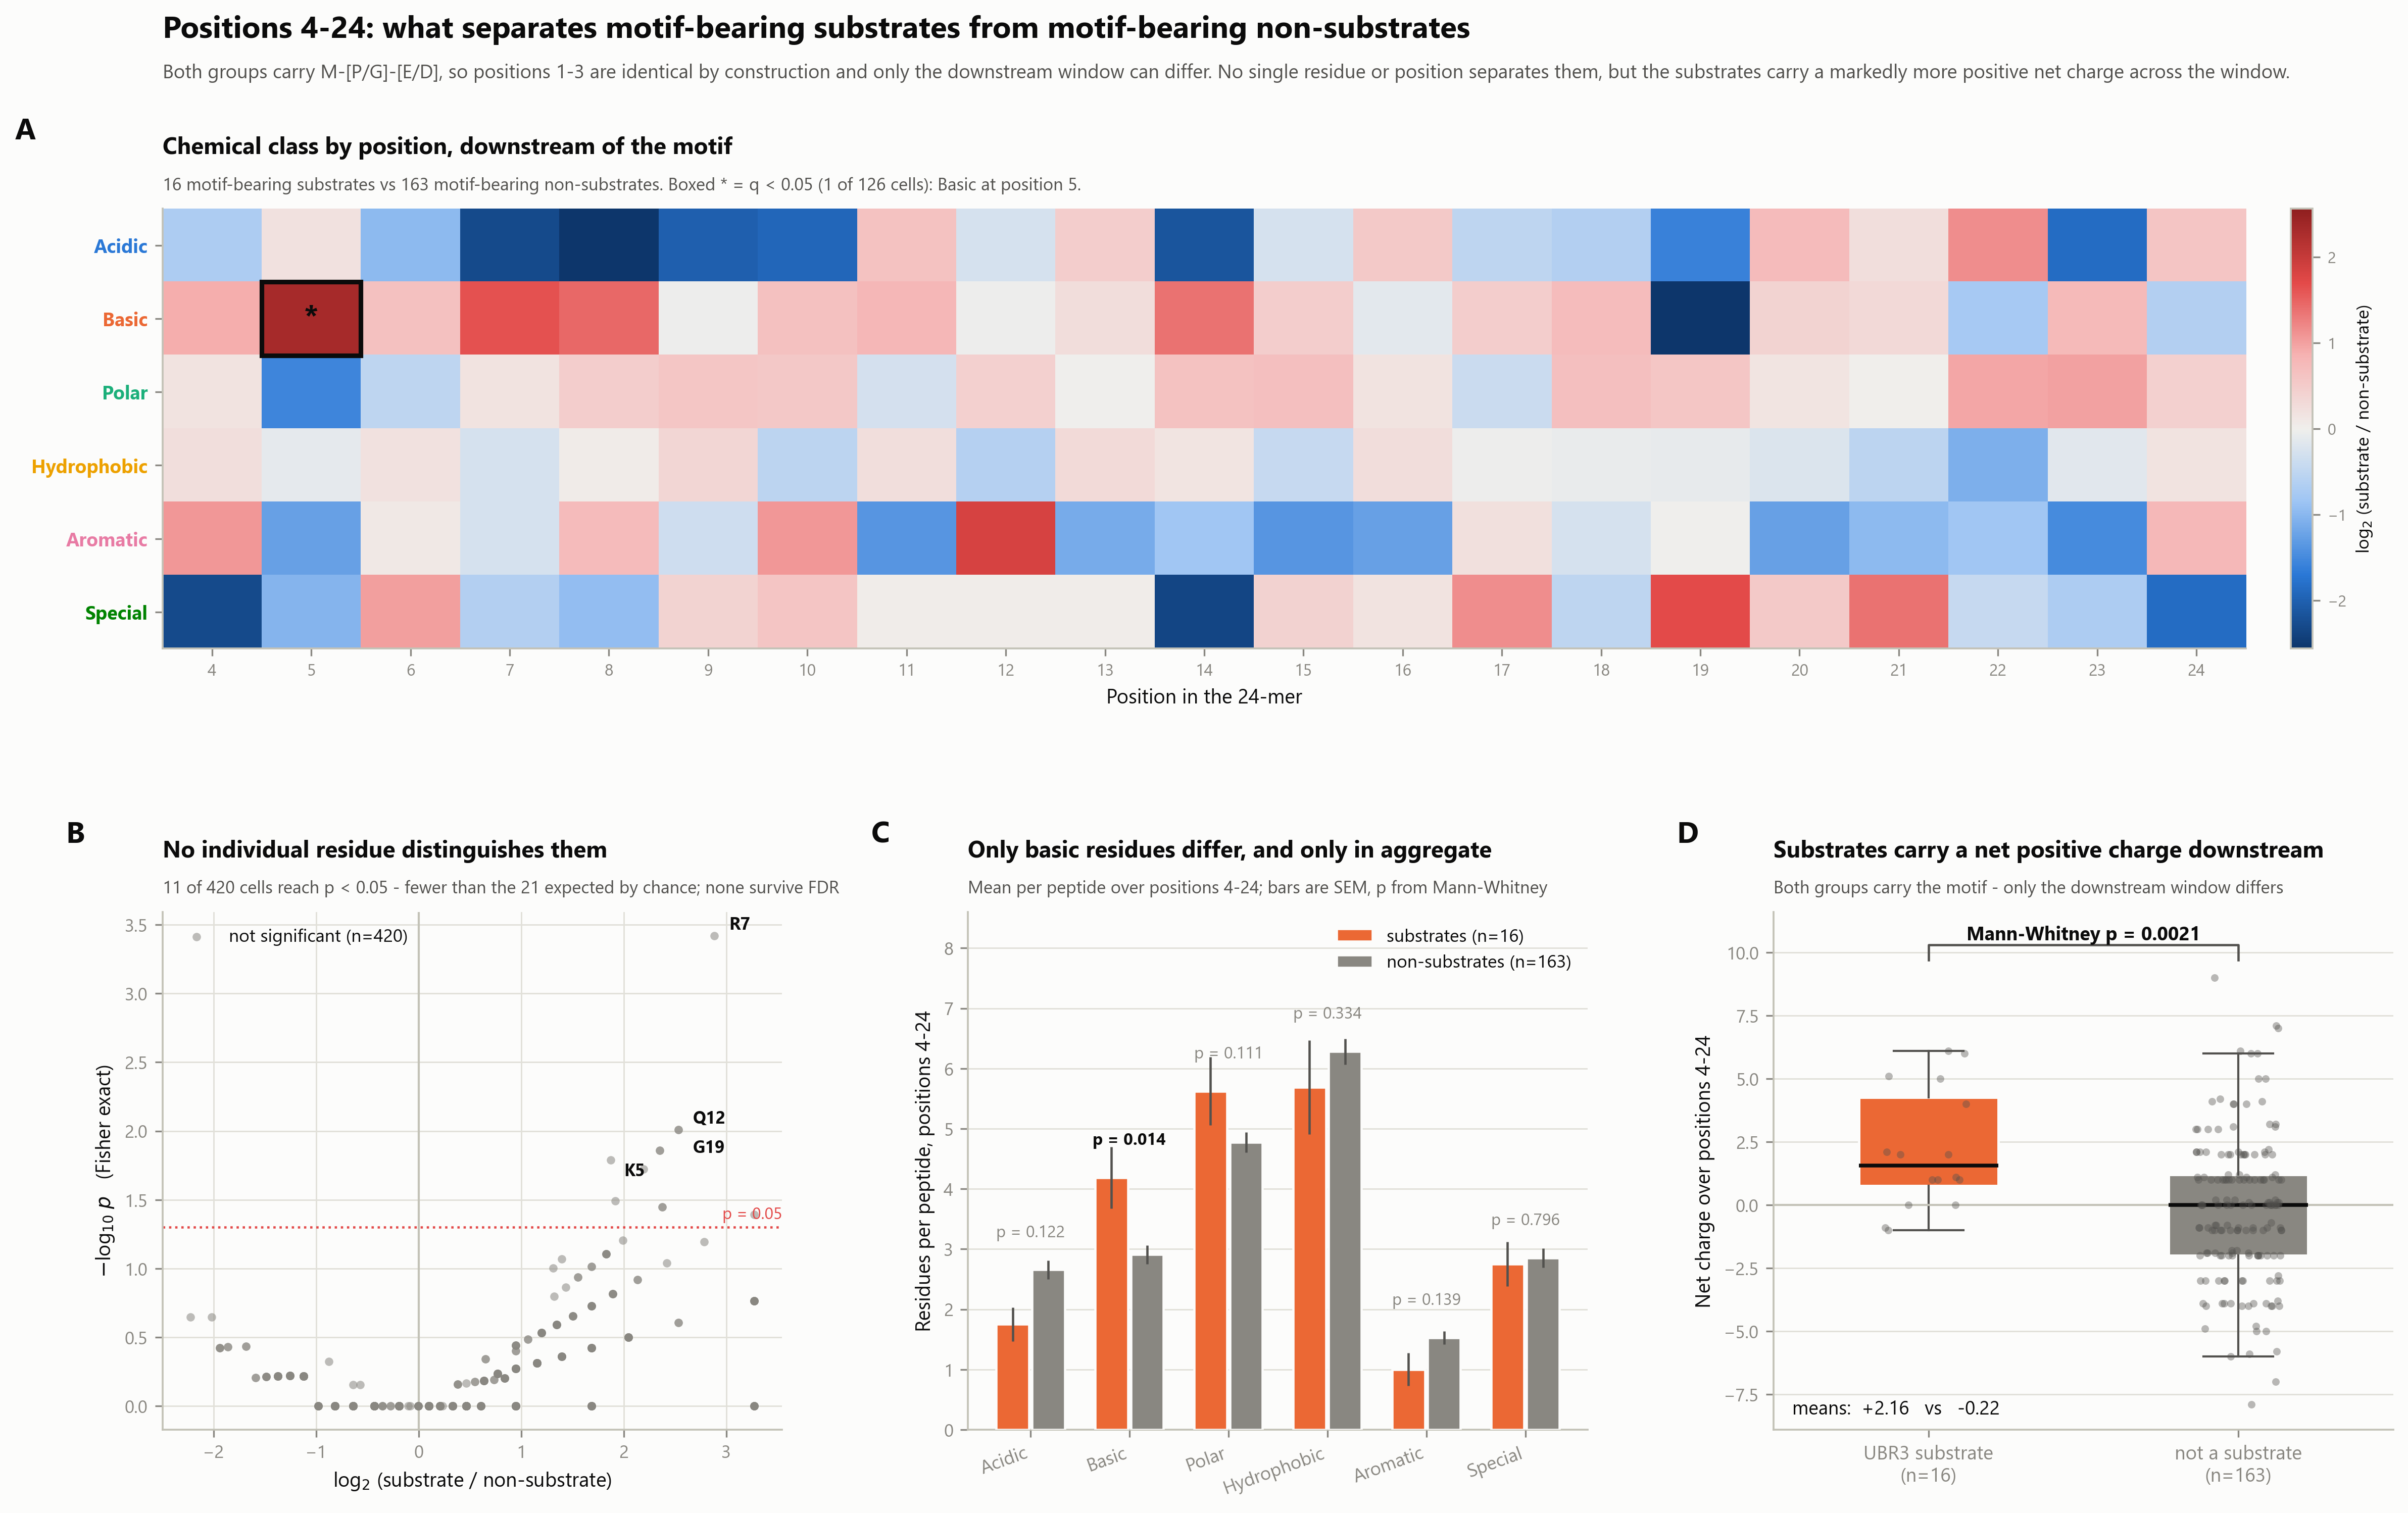 Positions 4-24: what separates motif-bearing substrates from motif-bearing non-substrates
Both groups carry M-[P/G]-[E/D], so positions 1-3 are identical by construction and only the downstream window can differ. No single residue or position separates them, but the substrates carry a markedly more positive net charge across the window.
A
Chemical class by position, downstream of the motif
16 motif-bearing substrates vs 163 motif-bearing non-substrates. Boxed * = q < 0.05 (1 of 126 cells): Basic at position 5.
Acidic
Basic
Polar
Hydrophobic
Aromatic
Special
*
4 5 6 7 8 9 10 11 12 13 14 15 16 17 18 19 20 21 22 23 24
Position in the 24-mer
2
1
0
−1
−2
log₂ (substrate / non-substrate)
B
No individual residue distinguishes them
11 of 420 cells reach p < 0.05 - fewer than the 21 expected by chance; none survive FDR
not significant (n=420)
R7
Q12
G19
K5
p = 0.05
3.5
3.0
2.5
2.0
1.5
1.0
0.5
0.0
−log₁₀ p (Fisher exact)
−2 −1 0 1 2 3
log₂ (substrate / non-substrate)
C
Only basic residues differ, and only in aggregate
Mean per peptide over positions 4-24; bars are SEM, p from Mann-Whitney
substrates (n=16)
non-substrates (n=163)
p = 0.122
p = 0.014
p = 0.111
p = 0.334
p = 0.139
p = 0.796
8
7
6
5
4
3
2
1
0
Residues per peptide, positions 4-24
Acidic Basic Polar Hydrophobic Aromatic Special
D
Substrates carry a net positive charge downstream
Both groups carry the motif - only the downstream window differs
Mann-Whitney p = 0.0021
10.0
7.5
5.0
2.5
0.0
−2.5
−5.0
−7.5
Net charge over positions 4-24
means: +2.16 vs -0.22
UBR3 substrate
(n=16)
not a substrate
(n=163)